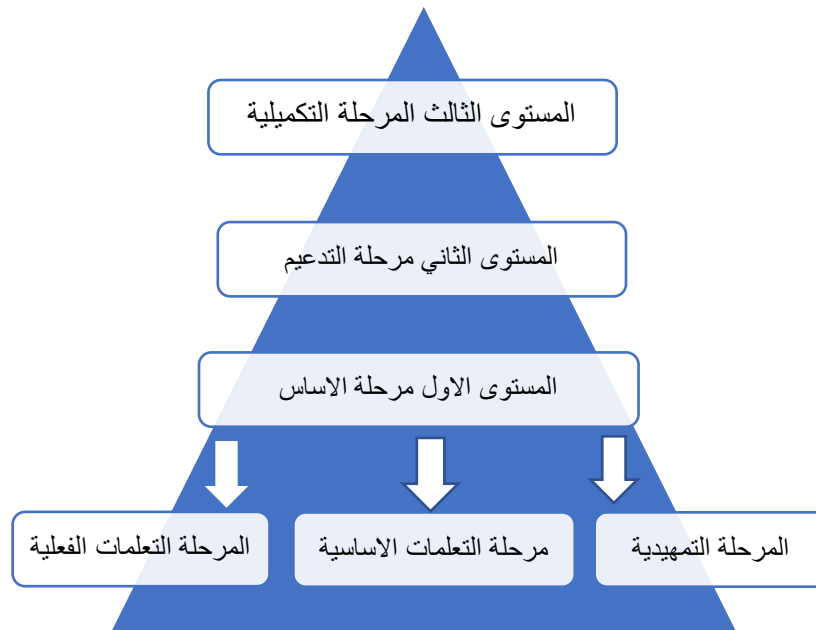 المستوى الثالث المرحلة التكميلية
المستوى الثاني مرحلة التدعيم
المستوى الاول مرحلة الاساس
المرحلة التمهيدية
مرحلة التعلمات الاساسية
المرحلة التعلمات الفعلية